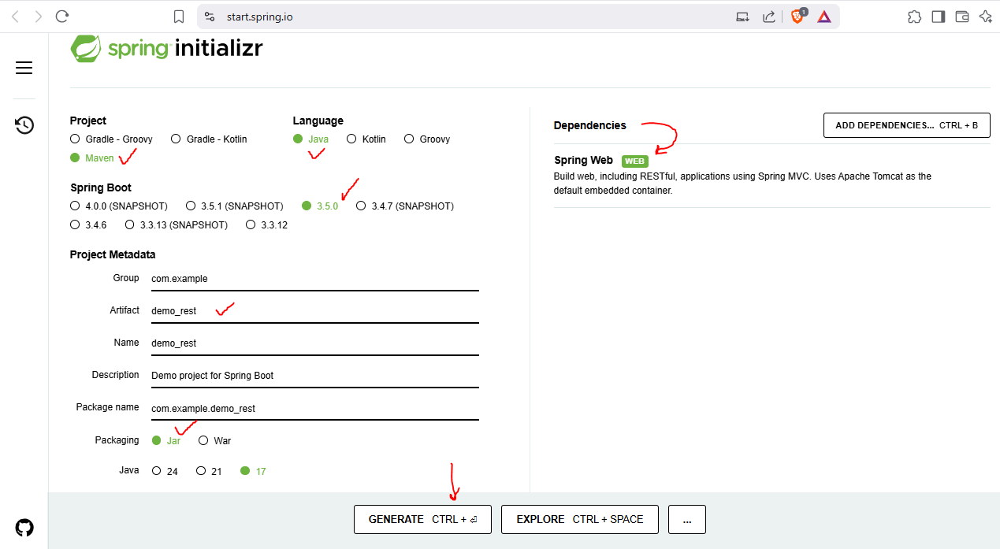 start.spring.io
1
spring initializr
Project
Gradle - Groovy Gradle - Kotlin
Maven
Language
Java Kotlin Groovy
Spring Boot
4.0.0 (SNAPSHOT) 3.5.1 (SNAPSHOT) 3.5.0 3.4.7 (SNAPSHOT)
3.4.6 3.3.13 (SNAPSHOT) 3.3.12
Project Metadata
Group com.example
Artifact demo_rest
Name demo_rest
Description Demo project for Spring Boot
Package name com.example.demo_rest
Packaging Jar War
Java 24 21 17
Dependencies ADD DEPENDENCIES... CTRL + B
Spring Web WEB
Build web, including RESTful, applications using Spring MVC. Uses Apache Tomcat as the
default embedded container.
GENERATE CTRL + ⏎ EXPLORE CTRL + SPACE ...